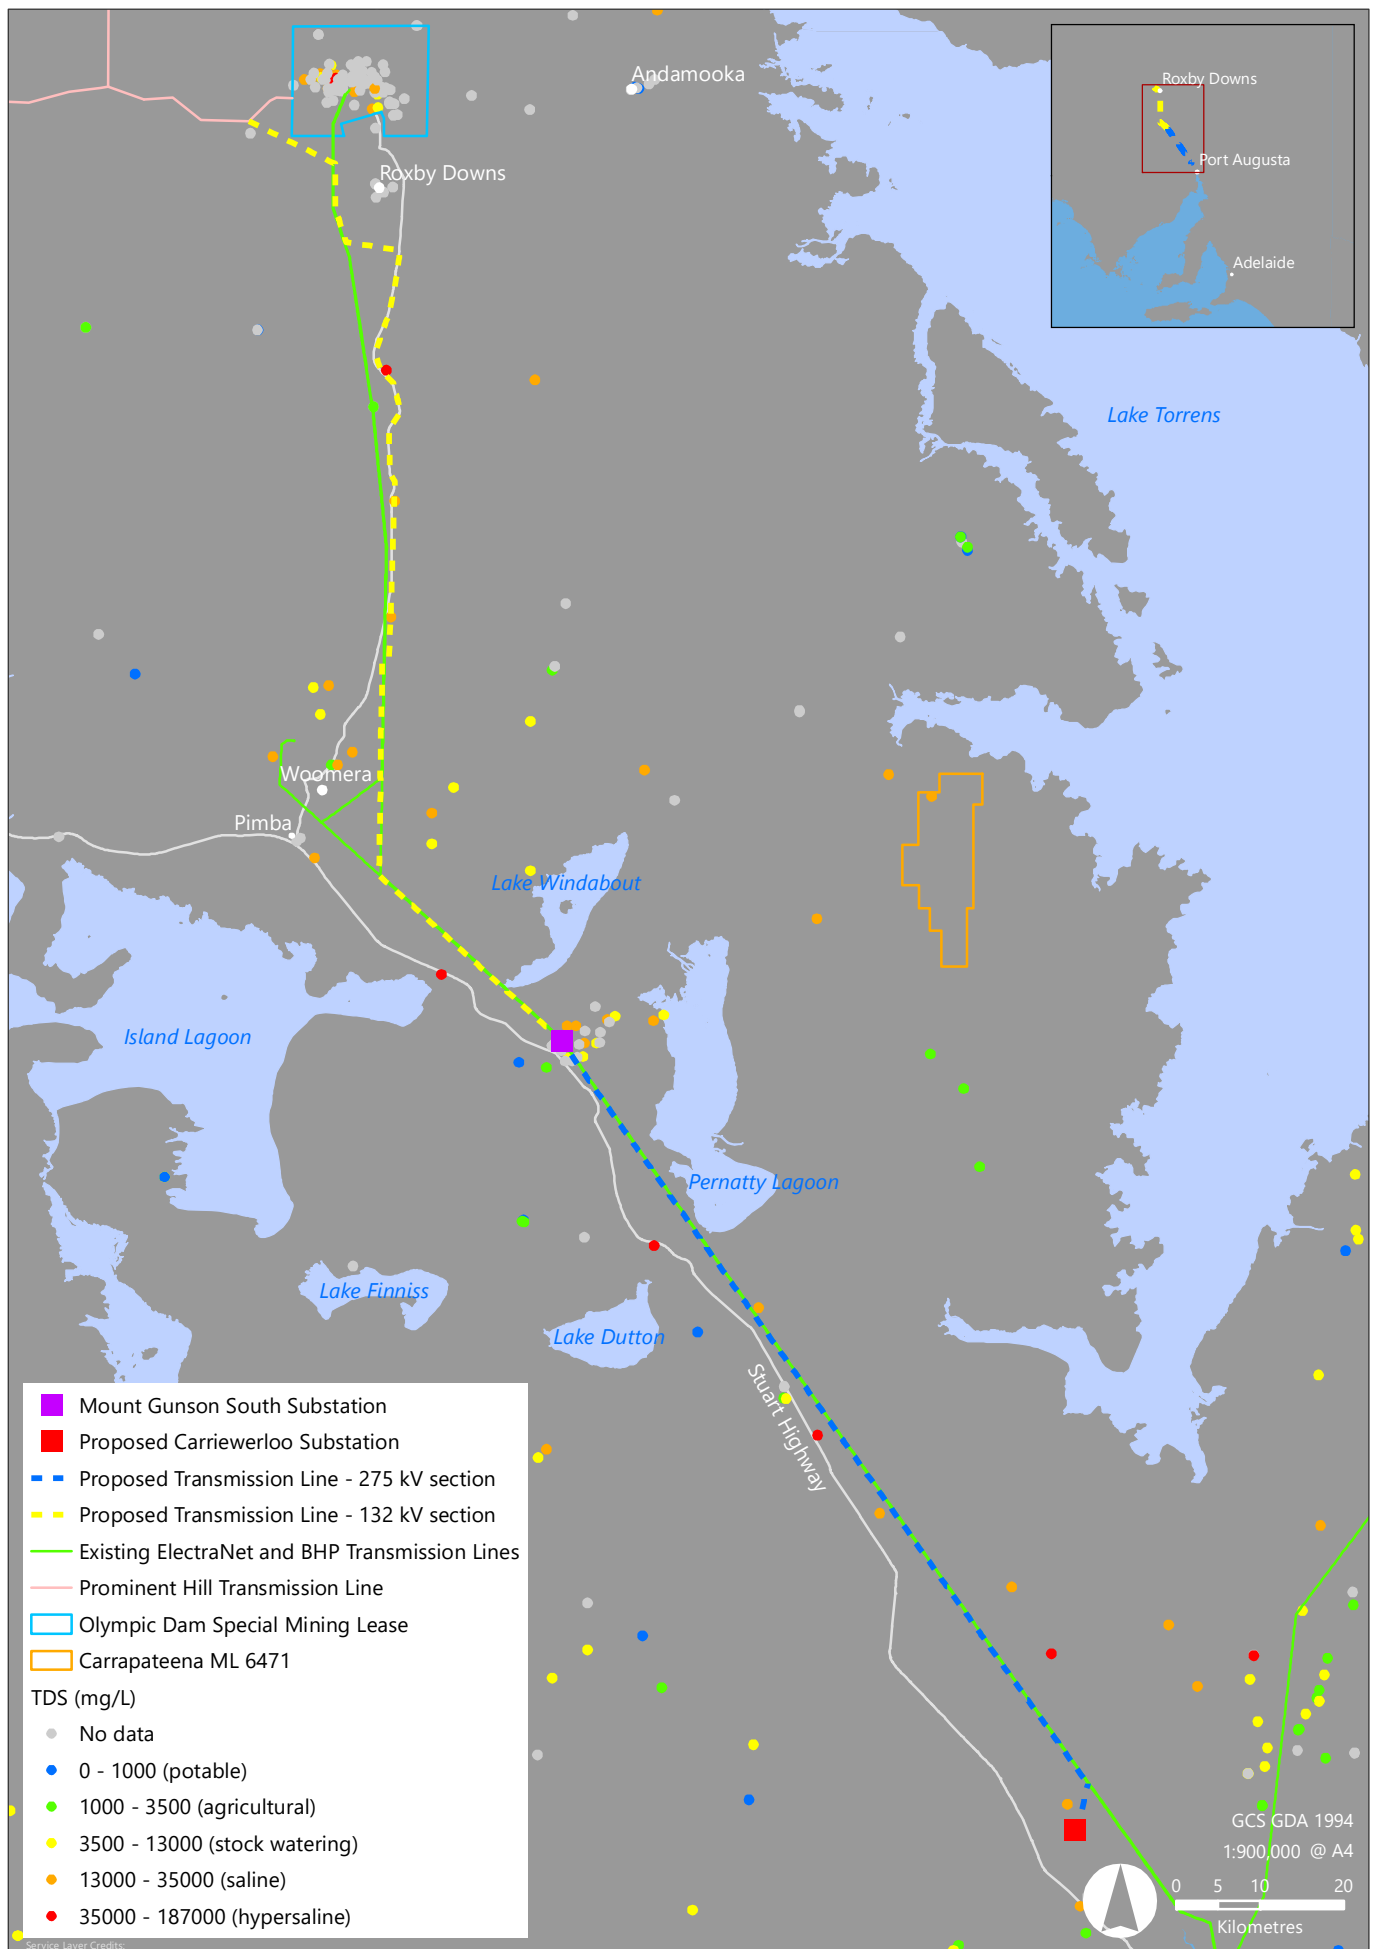 Andamooka
Roxby Downs
Roxby Downs
Port Augusta
Adelaide
Lake Torrens
Woomera
Pimba
Lake Windabout
Island Lagoon
Pernatty Lagoon
Lake Finniss
Lake Dutton
Stuart Highway
Mount Gunson South Substation
Proposed Carriewerloo Substation
Proposed Transmission Line - 275 kV section
Proposed Transmission Line - 132 kV section
Existing ElectraNet and BHP Transmission Lines
Prominent Hill Transmission Line
Olympic Dam Special Mining Lease
Carrapateena ML 6471
TDS (mg/L)
No data
0 - 1000 (potable)
1000 - 3500 (agricultural)
3500 - 13000 (stock watering)
13000 - 35000 (saline)
35000 - 187000 (hypersaline)
GCS GDA 1994
1:900,000 @ A4
0 5 10 20
Kilometres
Service Layer Credits: